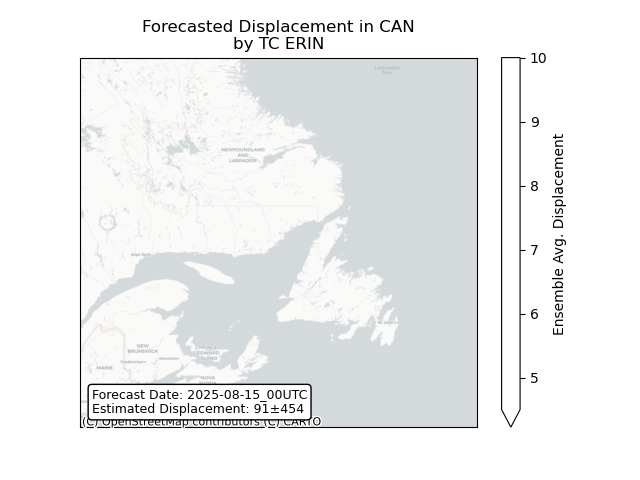 Forecasted Displacement in CAN
by TC ERIN
NEWFOUNDLAND
AND
LABRADOR
NEW
BRUNSWICK
Fredericton
Moncton
PRINCE
EDWARD
ISLAND
MAINE
NOVA
Forecast Date: 2025-08-15_00UTC
Estimated Displacement: 91±454
(C) OpenStreetMap contributors (C) CARTO
10
9
8
7
6
5
Ensemble Avg. Displacement